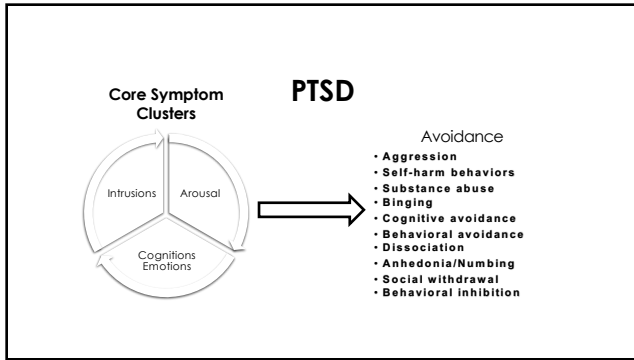 PTSD
Core Symptom
Clusters
Intrusions
Arousal
Cognitions
Emotions
Avoidance
• Aggression
• Self-harm behaviors
• Substance abuse
• Binging
• Cognitive avoidance
• Behavioral avoidance
• Dissociation
• Anhedonia/Numbing
• Social withdrawal
• Behavioral inhibition